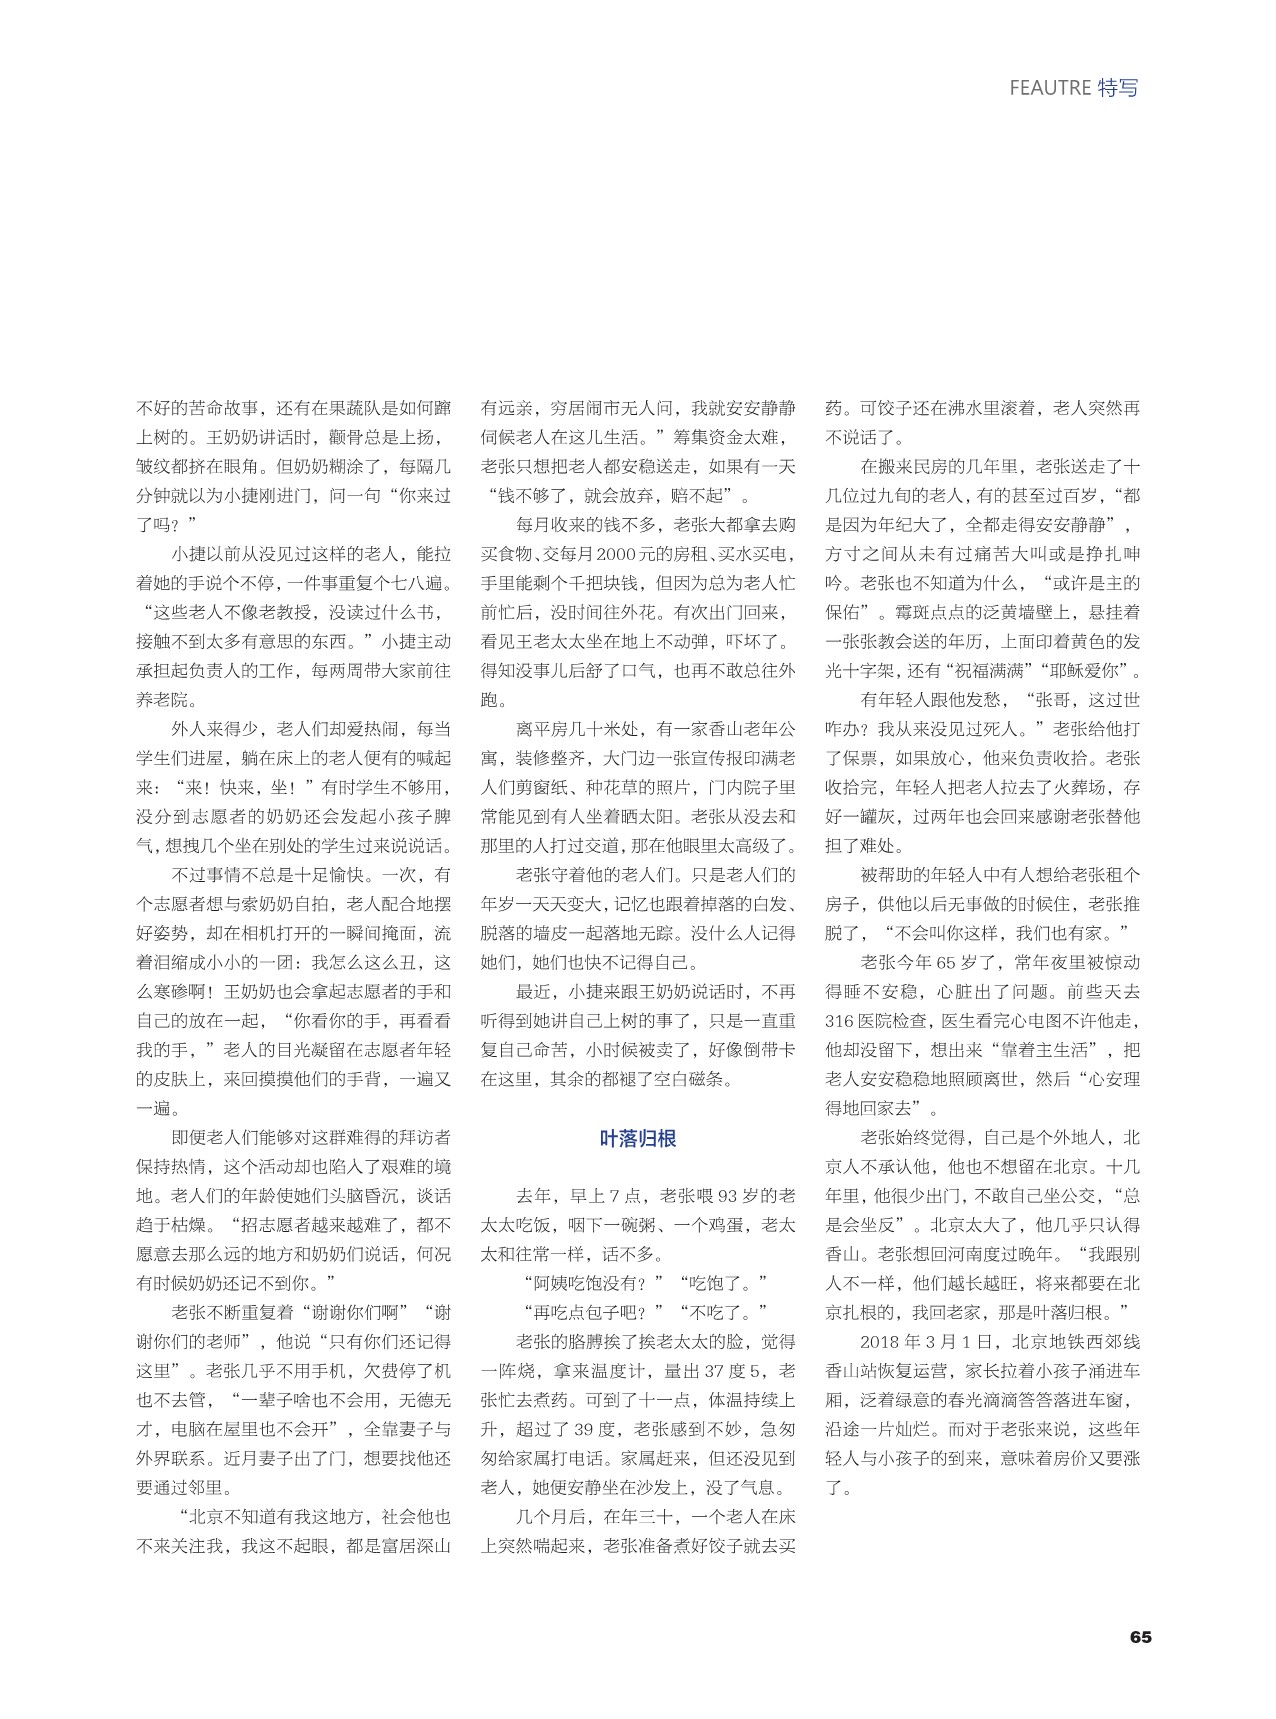 FEAUTRE 特写
不好的苦命故事，还有在果蔬队是如何蹿
上树的。王奶奶讲话时，颧骨总是上扬，
皱纹都挤在眼角。但奶奶糊涂了，每隔几
分钟就以为小捷刚进门，问一句“你来过
了吗？”
小捷以前从没见过这样的老人，能拉
着她的手说个不停，一件事重复个七八遍。
“这些老人不像老教授，没读过什么书，
接触不到太多有意思的东西。”小捷主动
承担起负责人的工作，每两周带大家前往
养老院。
外人来得少，老人们却爱热闹，每当
学生们进屋，躺在床上的老人便有的喊起
来：“来！快来，坐！”有时学生不够用，
没分到志愿者的奶奶还会发起小孩子脾
气，想拽几个坐在别处的学生过来说说话。
不过事情不总是十足愉快。一次，有
个志愿者想与索奶奶自拍，老人配合地摆
好姿势，却在相机打开的一瞬间掩面，流
着泪缩成小小的一团：我怎么这么丑，这
么寒碜啊！王奶奶也会拿起志愿者的手和
自己的放在一起，“你看你的手，再看看
我的手，”老人的目光凝留在志愿者年轻
的皮肤上，来回摸摸他们的手背，一遍又
一遍。
即便老人们能够对这群难得的拜访者
保持热情，这个活动却也陷入了艰难的境
地。老人们的年龄使她们头脑昏沉，谈话
趋于枯燥。“招志愿者越来越难了，都不
愿意去那么远的地方和奶奶们说话，何况
有时候奶奶还记不到你。”
老张不断重复着“谢谢你们啊”“谢
谢你们的老师”，他说“只有你们还记得
这里”。老张几乎不用手机，欠费停了机
也不去管，“一辈子啥也不会用，无德无
才，电脑在屋里也不会开”，全靠妻子与
外界联系。近月妻子出了门，想要找他还
要通过邻里。
“北京不知道有我这地方，社会他也
不来关注我，我这不起眼，都是富居深山
有远亲，穷居闹市无人问，我就安安静静
伺候老人在这儿生活。”筹集资金太难，
老张只想把老人都安稳送走，如果有一天
“钱不够了，就会放弃，赔不起”。
每月收来的钱不多，老张大都拿去购
买食物、交每月2000元的房租、买水买电，
手里能剩个千把块钱，但因为总为老人忙
前忙后，没时间往外花。有次出门回来，
看见王老太太坐在地上不动弹，吓坏了。
得知没事儿后舒了口气，也再不敢总往外
跑。
离平房几十米处，有一家香山老年公
寓，装修整齐，大门边一张宣传报印满老
人们剪窗纸、种花草的照片，门内院子里
常能见到有人坐着晒太阳。老张从没去和
那里的人打过交道，那在他眼里太高级了。
老张守着他的老人们。只是老人们的
年岁一天天变大，记忆也跟着掉落的白发、
脱落的墙皮一起落地无踪。没什么人记得
她们，她们也快不记得自己。
最近，小捷来跟王奶奶说话时，不再
听得到她讲自己上树的事了，只是一直重
复自己命苦，小时候被卖了，好像倒带卡
在这里，其余的都褪了空白磁条。
叶落归根
去年，早上 7 点，老张喂 93 岁的老
太太吃饭，咽下一碗粥、一个鸡蛋，老太
太和往常一样，话不多。
“阿姨吃饱没有？”“吃饱了。”
“再吃点包子吧？”“不吃了。”
老张的胳膊挨了挨老太太的脸，觉得
一阵烧，拿来温度计，量出 37 度 5，老
张忙去煮药。可到了十一点，体温持续上
升，超过了 39 度，老张感到不妙，急匆
匆给家属打电话。家属赶来，但还没见到
老人，她便安静坐在沙发上，没了气息。
几个月后，在年三十，一个老人在床
上突然喘起来，老张准备煮好饺子就去买
药。可饺子还在沸水里滚着，老人突然再
不说话了。
在搬来民房的几年里，老张送走了十
几位过九旬的老人，有的甚至过百岁，“都
是因为年纪大了，全都走得安安静静”，
方寸之间从未有过痛苦大叫或是挣扎呻
吟。老张也不知道为什么，“或许是主的
保佑”。霉斑点点的泛黄墙壁上，悬挂着
一张张教会送的年历，上面印着黄色的发
光十字架，还有“祝福满满”“耶稣爱你”。
有年轻人跟他发愁，“张哥，这过世
咋办？我从来没见过死人。”老张给他打
了保票，如果放心，他来负责收拾。老张
收拾完，年轻人把老人拉去了火葬场，存
好一罐灰，过两年也会回来感谢老张替他
担了难处。
被帮助的年轻人中有人想给老张租个
房子，供他以后无事做的时候住，老张推
脱了，“不会叫你这样，我们也有家。”
老张今年 65 岁了，常年夜里被惊动
得睡不安稳，心脏出了问题。前些天去
316 医院检查，医生看完心电图不许他走，
他却没留下，想出来“靠着主生活”，把
老人安安稳稳地照顾离世，然后“心安理
得地回家去”。
老张始终觉得，自己是个外地人，北
京人不承认他，他也不想留在北京。十几
年里，他很少出门，不敢自己坐公交，“总
是会坐反”。北京太大了，他几乎只认得
香山。老张想回河南度过晚年。“我跟别
人不一样，他们越长越旺，将来都要在北
京扎根的，我回老家，那是叶落归根。”
2018 年 3 月 1 日，北京地铁西郊线
香山站恢复运营，家长拉着小孩子涌进车
厢，泛着绿意的春光滴滴答答落进车窗，
沿途一片灿烂。而对于老张来说，这些年
轻人与小孩子的到来，意味着房价又要涨
了。
65